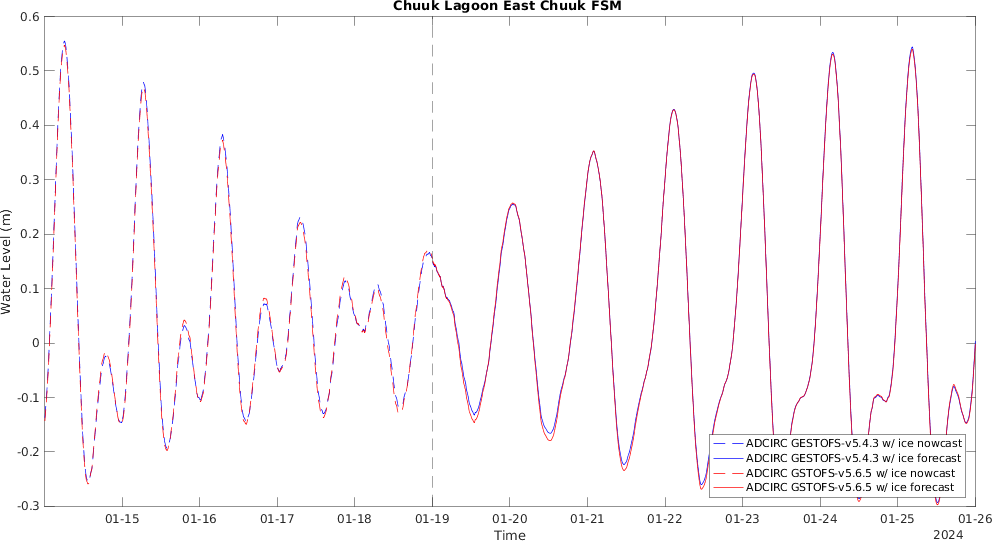 Chuuk Lagoon East Chuuk FSM
0.6
0.5
0.4
0.3
0.2
0.1
0
-0.1
-0.2
-0.3
Water Level (m)
ADCIRC GESTOFS-v5.4.3 w/ ice nowcast
ADCIRC GESTOFS-v5.4.3 w/ ice forecast
ADCIRC GSTOFS-v5.6.5 w/ ice nowcast
ADCIRC GSTOFS-v5.6.5 w/ ice forecast
01-15 01-16 01-17 01-18 01-19 01-20 01-21 01-22 01-23 01-24 01-25 01-26
Time
2024